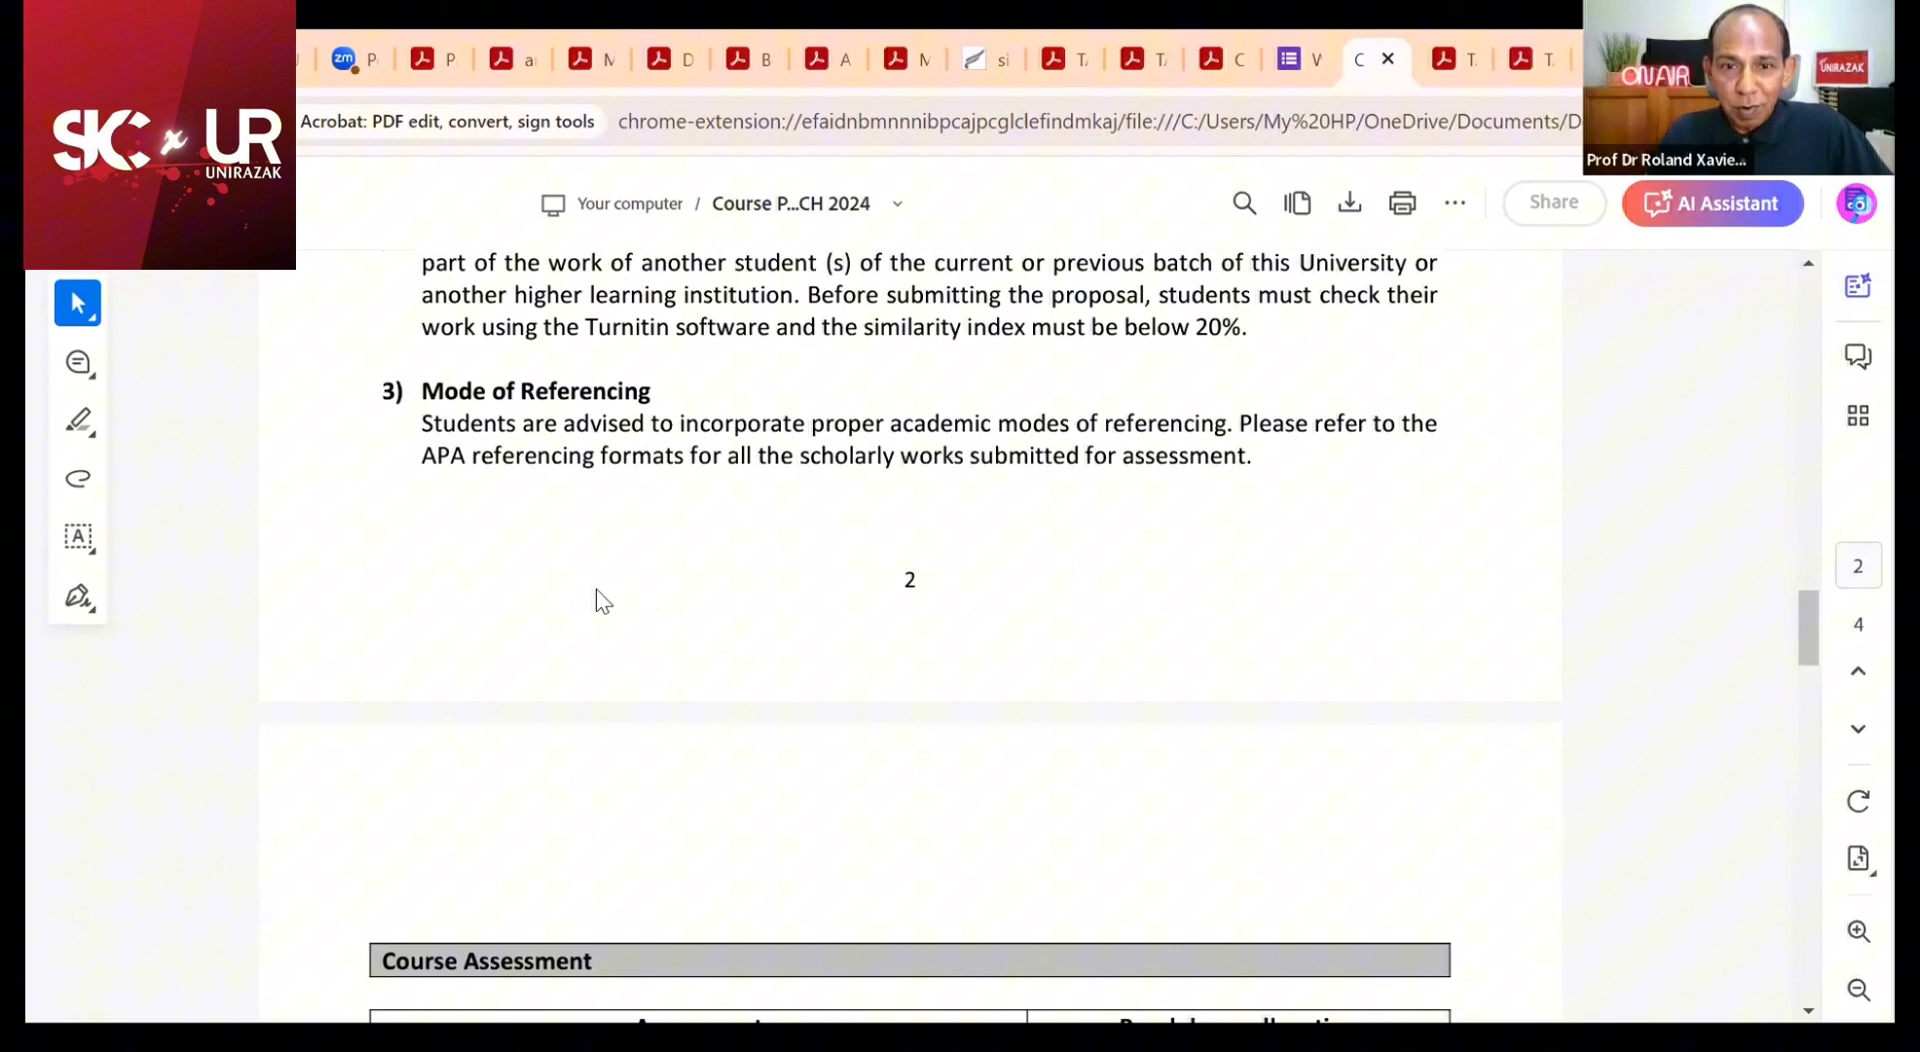 SIC x UR
UNIRAZAK
P
P
a
M
D
B
A
M
si
T
T
C
V
C
T.
T.
Acrobat: PDF edit, convert, sign tools
chrome-extension://efaidnbmnnnibpcajpcglclefindmkaj/file:///C:/Users/My%20HP/OneDrive/Documents/D
ON AIR
UNIRAZAK
Prof Dr Roland Xavie...
Your computer / Course P...CH 2024
Share
AI Assistant
part of the work of another student (s) of the current or previous batch of this University or
another higher learning institution. Before submitting the proposal, students must check their
work using the Turnitin software and the similarity index must be below 20%.
3) Mode of Referencing
Students are advised to incorporate proper academic modes of referencing. Please refer to the
APA referencing formats for all the scholarly works submitted for assessment.
2
2
4
Course Assessment